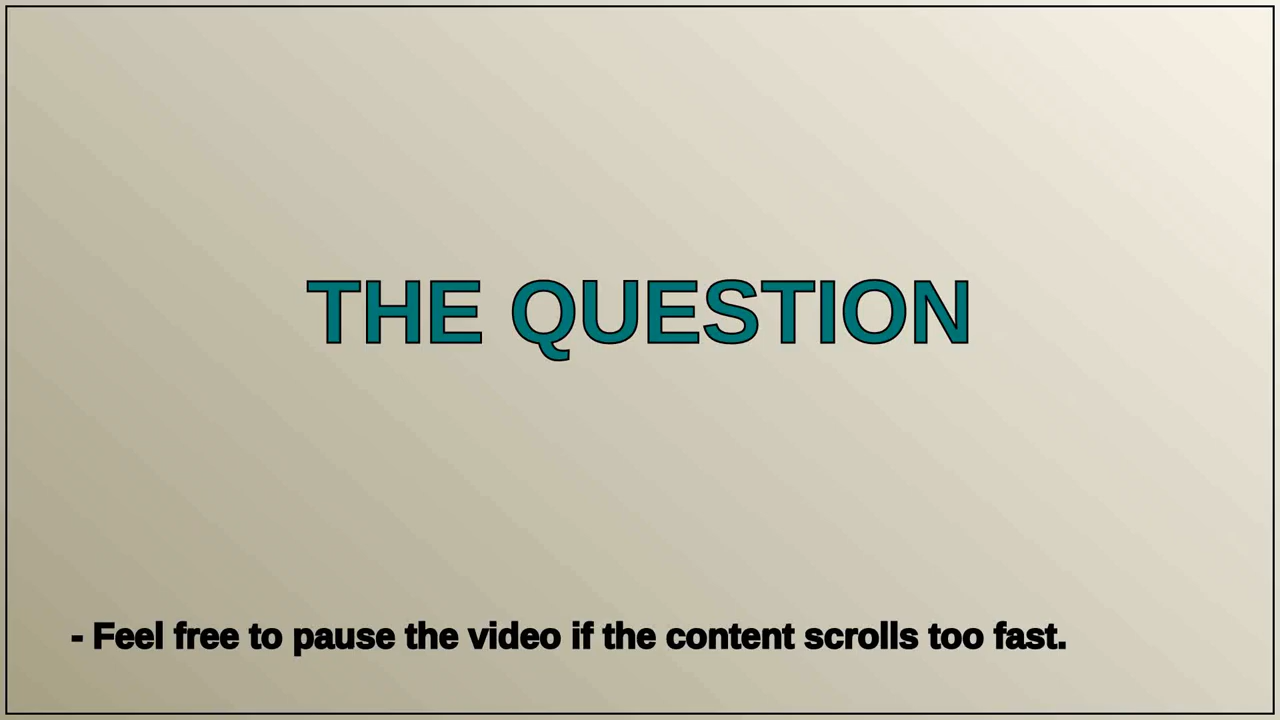 THE QUESTION
- Feel free to pause the video if the content scrolls too fast.